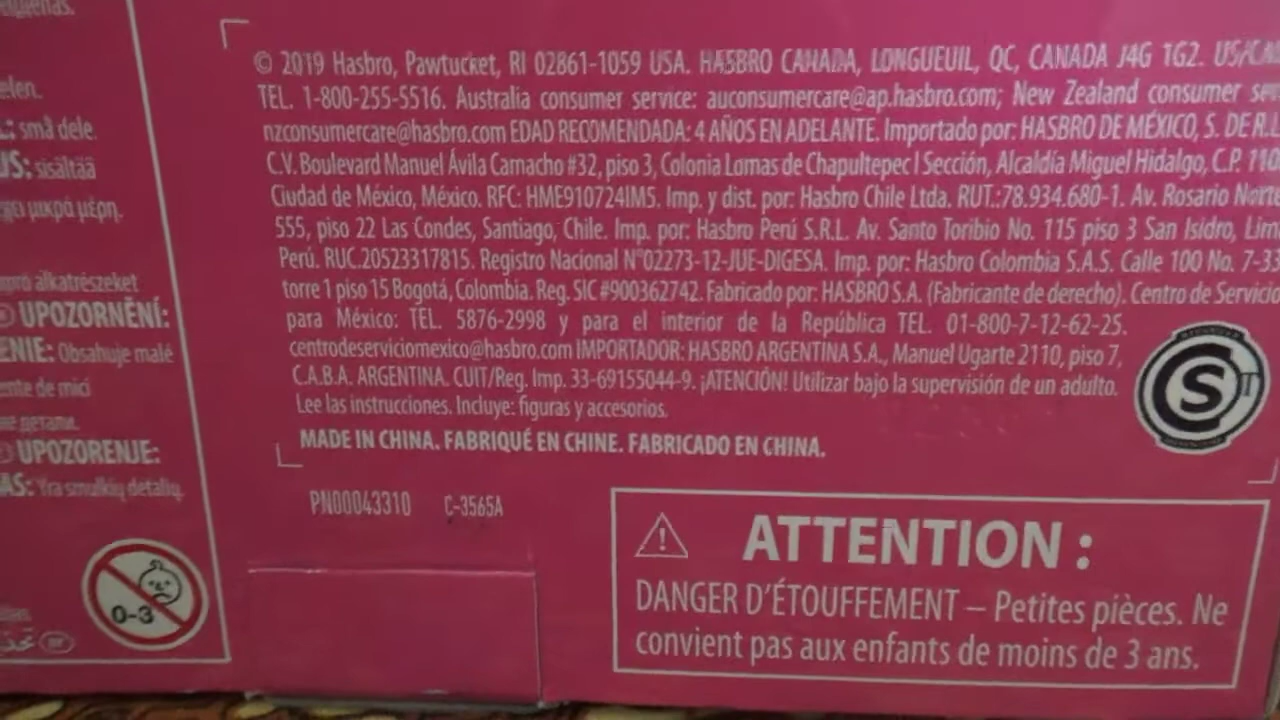 elen.
små dele.
US: sisältää
μικρά μέρη.
alkatrészeket
UPOZORNĚNÍ:
ENIE: Obsahuje malé
ente de mici
UPOZORENJE:
AS: Yra smulkių detalių.
0-3
© 2019 Hasbro, Pawtucket, RI 02861-1059 USA. HASBRO CANADA, LONGUEUIL, QC, CANADA J4G 1G2. US/CA
TEL. 1-800-255-5516. Australia consumer service: auconsumercare@ap.hasbro.com; New Zealand consumer
nzconsumercare@hasbro.com EDAD RECOMENDADA: 4 AÑOS EN ADELANTE. Importado por: HASBRO DE MÉXICO, S. DE R.L
C.V. Boulevard Manuel Ávila Camacho #32, piso 3, Colonia Lomas de Chapultepec I Sección, Alcaldía Miguel Hidalgo, C.P. 110
Ciudad de México, México. RFC: HME910724IM5. Imp. y dist. por: Hasbro Chile Ltda. RUT.:78.934.680-1. Av. Rosario Norte
555, piso 22 Las Condes, Santiago, Chile. Imp. por: Hasbro Perú S.R.L. Av. Santo Toribio No. 115 piso 3 San Isidro, Lim
Perú. RUC.20523317815. Registro Nacional N°02273-12-JUE-DIGESA. Imp. por: Hasbro Colombia S.A.S. Calle 100 No. 7-33
torre 1 piso 15 Bogotá, Colombia. Reg. SIC #900362742. Fabricado por: HASBRO S.A. (Fabricante de derecho). Centro de Servicio
para México: TEL. 5876-2998 y para el interior de la República TEL. 01-800-7-12-62-25.
centrodeserviciomexico@hasbro.com IMPORTADOR: HASBRO ARGENTINA S.A., Manuel Ugarte 2110, piso 7,
C.A.B.A. ARGENTINA. CUIT/Reg. Imp. 33-69155044-9. ¡ATENCIÓN! Utilizar bajo la supervisión de un adulto.
Lee las instrucciones. Incluye: figuras y accesorios.
MADE IN CHINA. FABRIQUÉ EN CHINE. FABRICADO EN CHINA.
S
PN00043310 C-3565A
ATTENTION :
DANGER D'ÉTOUFFEMENT – Petites pièces. Ne
convient pas aux enfants de moins de 3 ans.